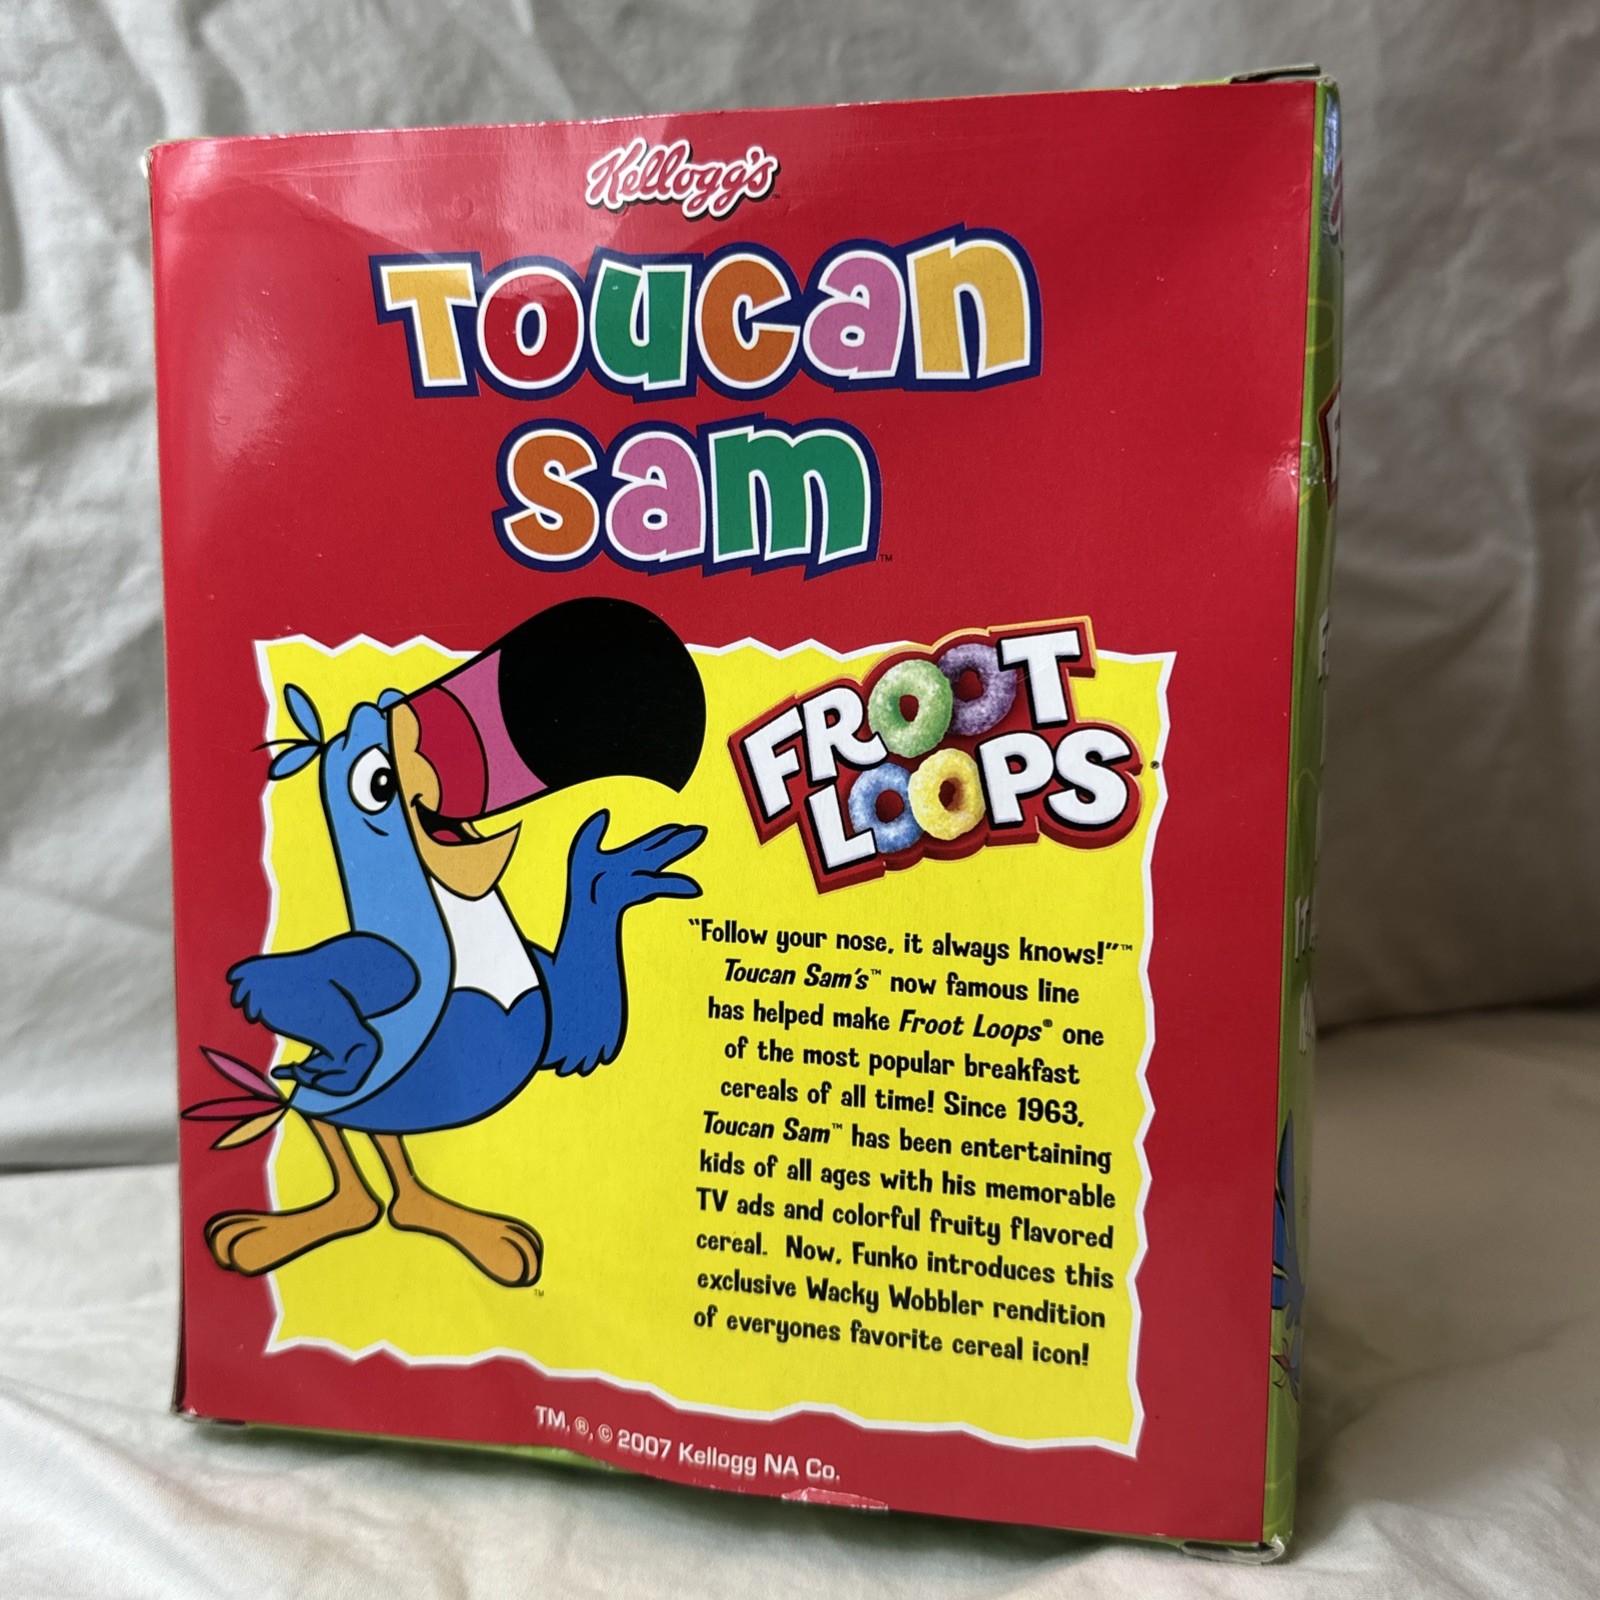 Kellogg's™
Toucan
Sam™
FROOT
LOOPS®
"Follow your nose, it always knows!"™
Toucan Sam's™ now famous line
has helped make Froot Loops® one
of the most popular breakfast
cereals of all time! Since 1963,
Toucan Sam™ has been entertaining
kids of all ages with his memorable
TV ads and colorful fruity flavored
cereal. Now, Funko introduces this
exclusive Wacky Wobbler rendition
of everyones favorite cereal icon!
TM
TM, ®, © 2007 Kellogg NA Co.